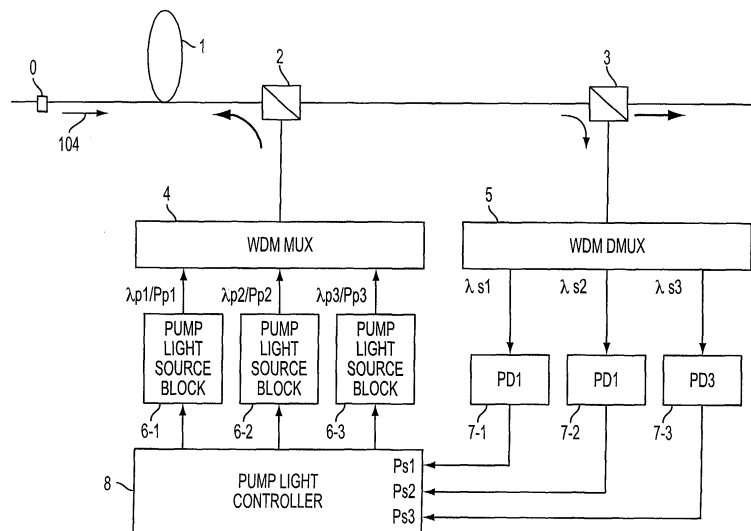 1
0
2
3
104
4
WDM MUX
5
WDM DMUX
λp1/Pp1
λp2/Pp2
λp3/Pp3
λ s1
λ s2
λ s3
PUMP
LIGHT
SOURCE
BLOCK
PUMP
LIGHT
SOURCE
BLOCK
PUMP
LIGHT
SOURCE
BLOCK
PD1
PD1
PD3
6-1
6-2
6-3
7-1
7-2
7-3
8
PUMP LIGHT
CONTROLLER
Ps1
Ps2
Ps3